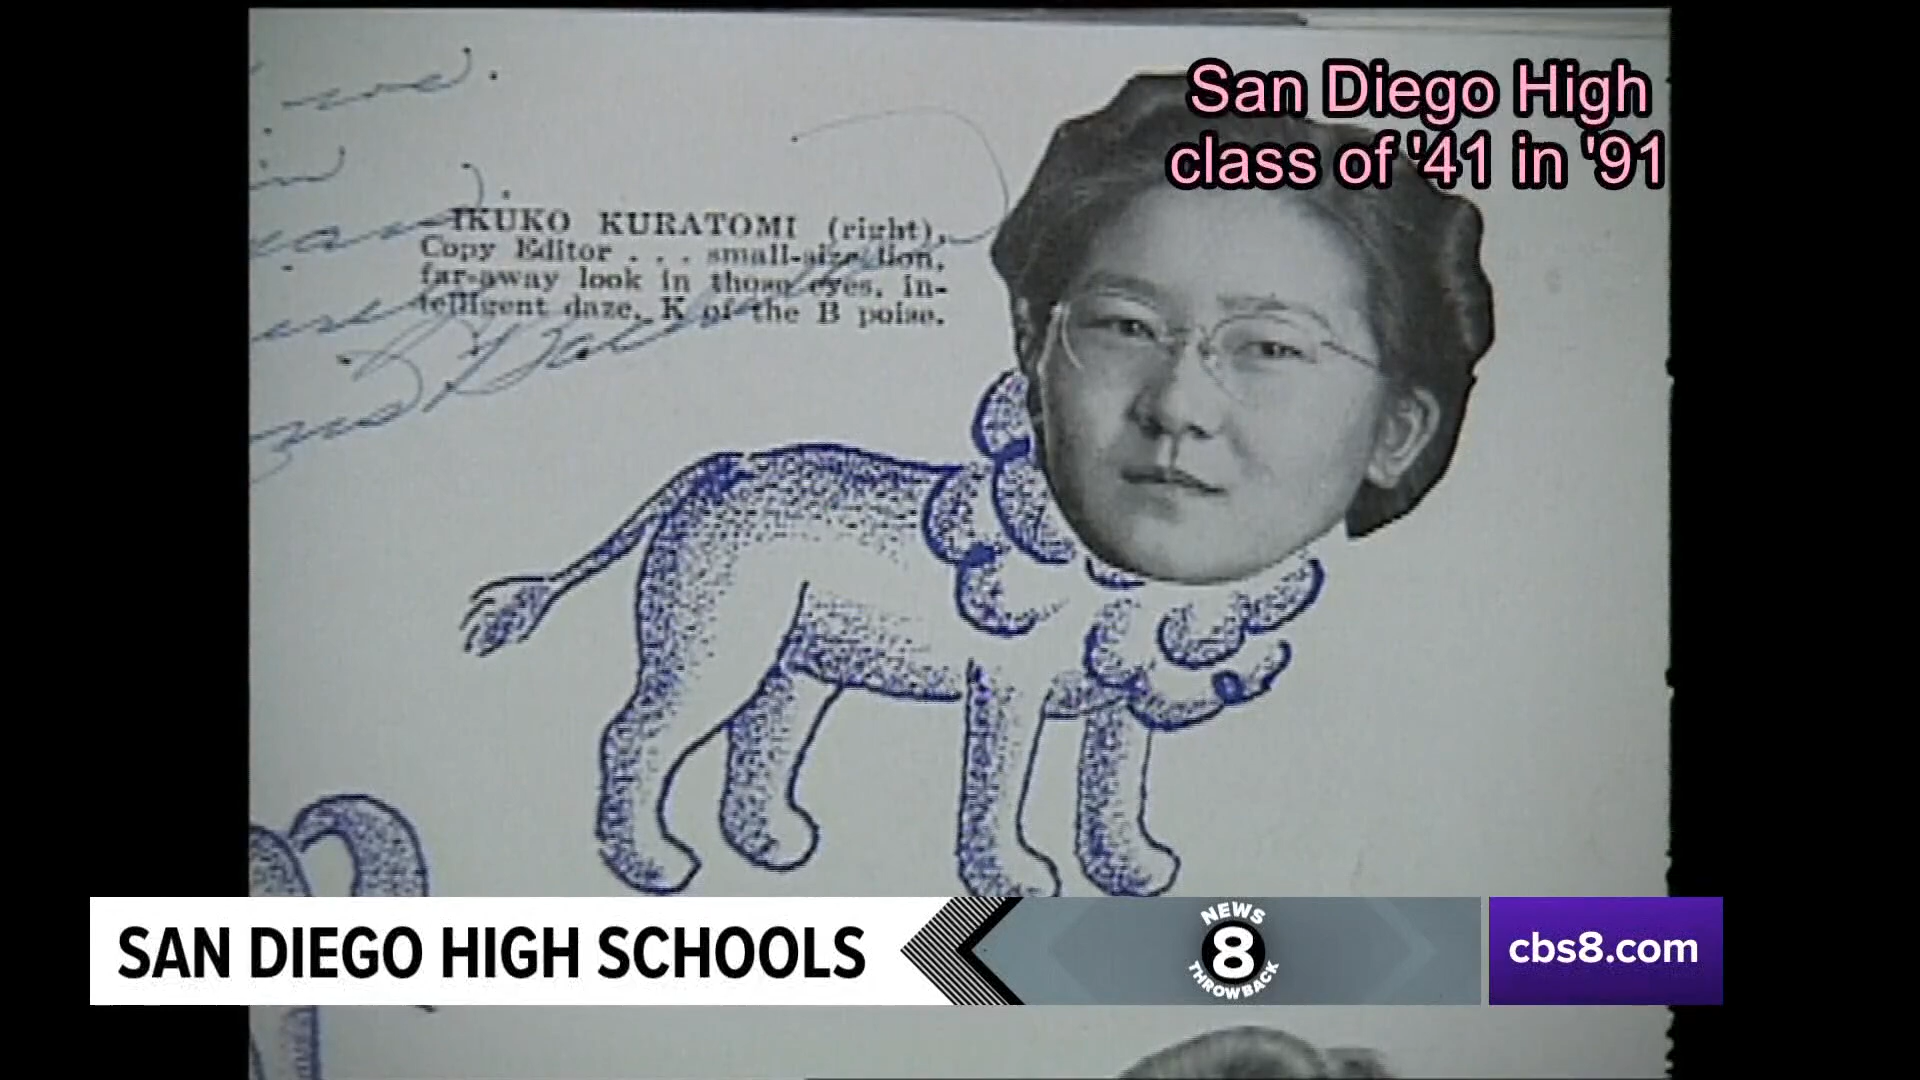 San Diego High
class of '41 in '91
IKUKO KURATOMI (right),
Copy Editor . . . small-size lion,
far-away look in those eyes, in-
telligent daze, K of the B poise.
SAN DIEGO HIGH SCHOOLS
NEWS
8
THROWBACK
cbs8.com